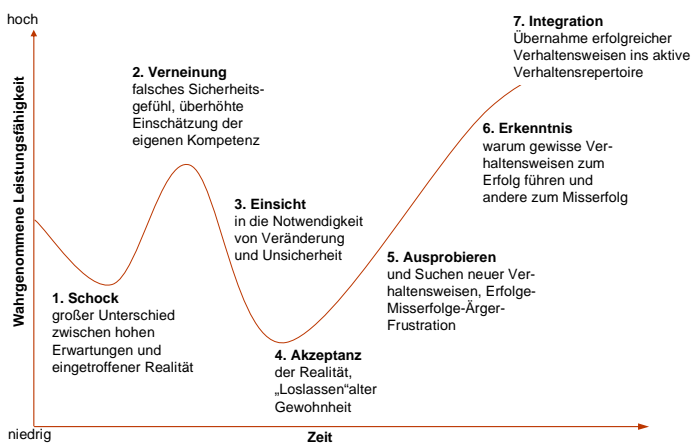 hoch
Wahrgenommene Leistungsfähigkeit
niedrig
Zeit
1. Schock
großer Unterschied
zwischen hohen
Erwartungen und
eingetroffener Realität
2. Verneinung
falsches Sicherheits-
gefühl, überhöhte
Einschätzung der
eigenen Kompetenz
3. Einsicht
in die Notwendigkeit
von Veränderung
und Unsicherheit
4. Akzeptanz
der Realität,
„Loslassen“alter
Gewohnheit
5. Ausprobieren
und Suchen neuer Ver-
haltensweisen, Erfolge-
Misserfolge-Ärger-
Frustration
6. Erkenntnis
warum gewisse Ver-
haltensweisen zum
Erfolg führen und
andere zum Misserfolg
7. Integration
Übernahme erfolgreicher
Verhaltensweisen ins aktive
Verhaltensrepertoire